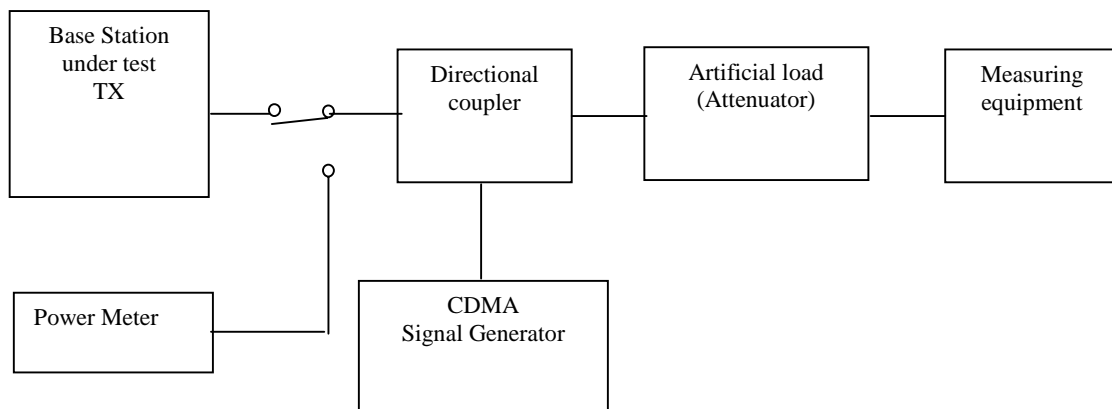 Base Station
under test
TX
Directional
coupler
Artificial load
(Attenuator)
Measuring
equipment
Power Meter
CDMA
Signal Generator